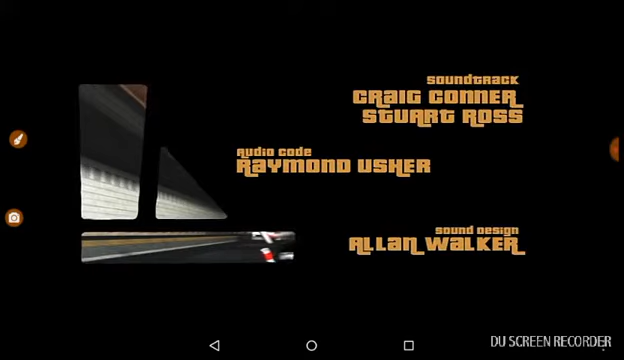 soundtrack
Craig Conner
Stuart Ross
Audio code
Raymond Usher
sound design
Allan Walker
DU SCREEN RECORDER